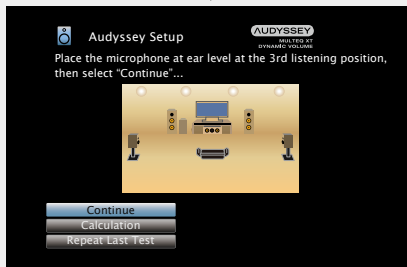 Audyssey Setup
AUDYSSEY
MULTEQ XT
DYNAMIC VOLUME
Place the microphone at ear level at the 3rd listening position,
then select “Continue”...
Continue
Calculation
Repeat Last Test